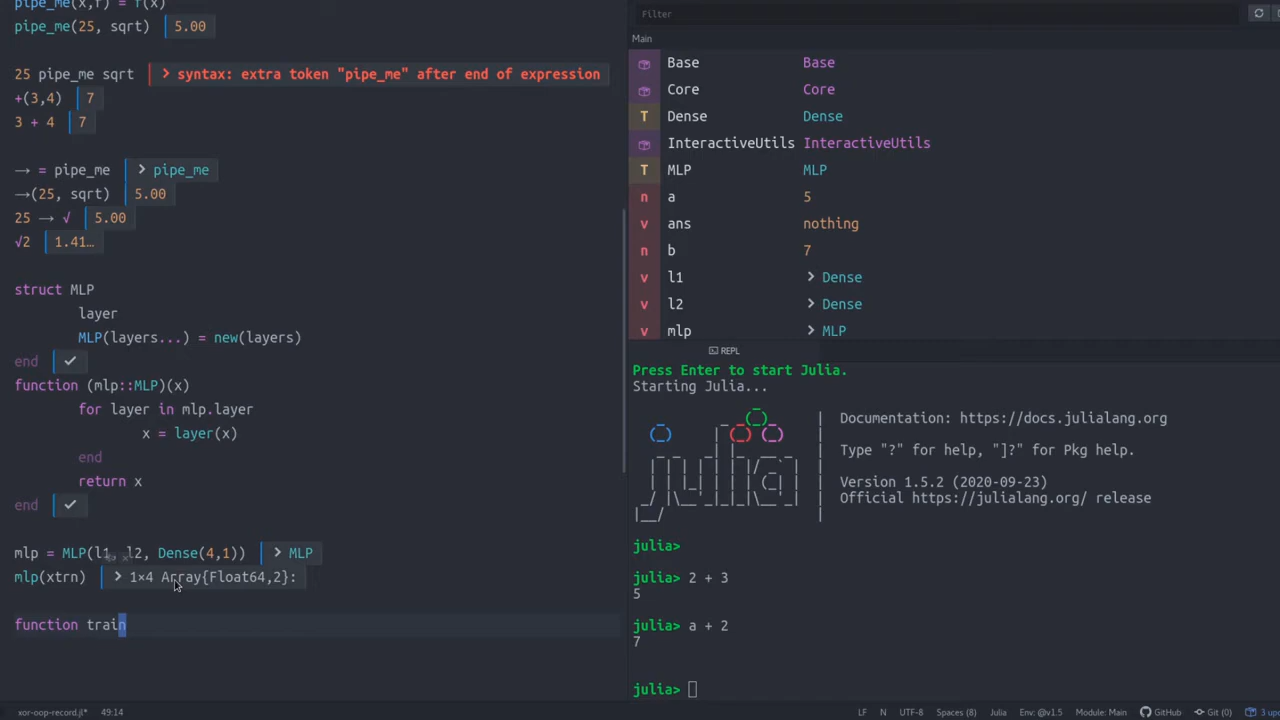 pipe_me(x,f) = f(x)
pipe_me(25, sqrt) 5.00
25 pipe_me sqrt > syntax: extra token "pipe_me" after end of expression
+(3,4) 7
3 + 4 7
→ = pipe_me > pipe_me
→(25, sqrt) 5.00
25 → √ 5.00
√2 1.41…
struct MLP
layer
MLP(layers...) = new(layers)
end ✓
function (mlp::MLP)(x)
for layer in mlp.layer
x = layer(x)
end
return x
end ✓
mlp = MLP(l1, l2, Dense(4,1)) > MLP
mlp(xtrn) > 1×4 Array{Float64,2}:
function train
xor-oop-record.jl* 49:14
Filter
Main
Base Base
Core Core
T Dense Dense
InteractiveUtils InteractiveUtils
T MLP MLP
n a 5
v ans nothing
n b 7
v l1 > Dense
v l2 > Dense
v mlp > MLP
REPL
Press Enter to start Julia.
Starting Julia...
| Documentation: https://docs.julialang.org
|
| Type "?" for help, "]?" for Pkg help.
|
| Version 1.5.2 (2020-09-23)
| Official https://julialang.org/ release
|
julia>
julia> 2 + 3
5
julia> a + 2
7
julia>
LF N UTF-8 Spaces (8) Julia Env: @v1.5 Module: Main GitHub Git (0) 3 up